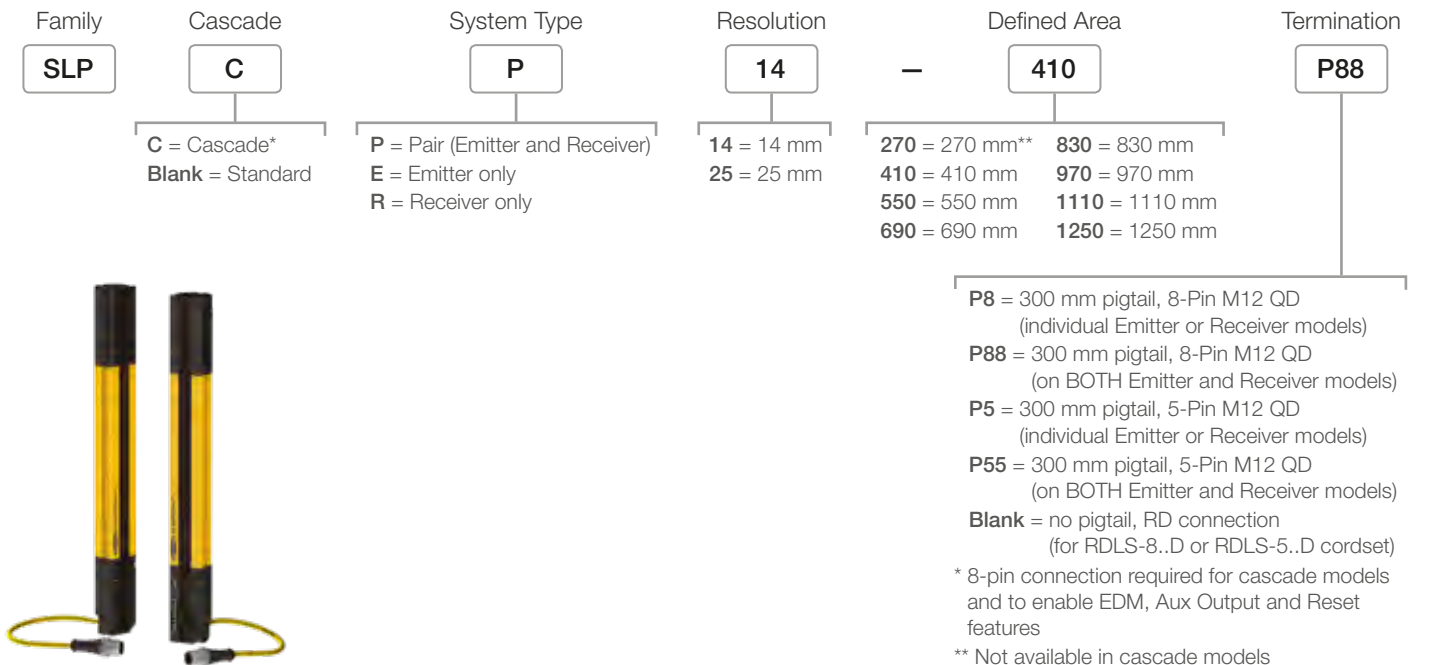 Family Cascade System Type Resolution Defined Area Termination
SLP C P 14 – 410 P88
C = Cascade*
Blank = Standard
P = Pair (Emitter and Receiver)
E = Emitter only
R = Receiver only
14 = 14 mm
25 = 25 mm
270 = 270 mm** 830 = 830 mm
410 = 410 mm 970 = 970 mm
550 = 550 mm 1110 = 1110 mm
690 = 690 mm 1250 = 1250 mm
P8 = 300 mm pigtail, 8-Pin M12 QD
(individual Emitter or Receiver models)
P88 = 300 mm pigtail, 8-Pin M12 QD
(on BOTH Emitter and Receiver models)
P5 = 300 mm pigtail, 5-Pin M12 QD
(individual Emitter or Receiver models)
P55 = 300 mm pigtail, 5-Pin M12 QD
(on BOTH Emitter and Receiver models)
Blank = no pigtail, RD connection
(for RDLS-8..D or RDLS-5..D cordset)
* 8-pin connection required for cascade models
and to enable EDM, Aux Output and Reset
features
** Not available in cascade models